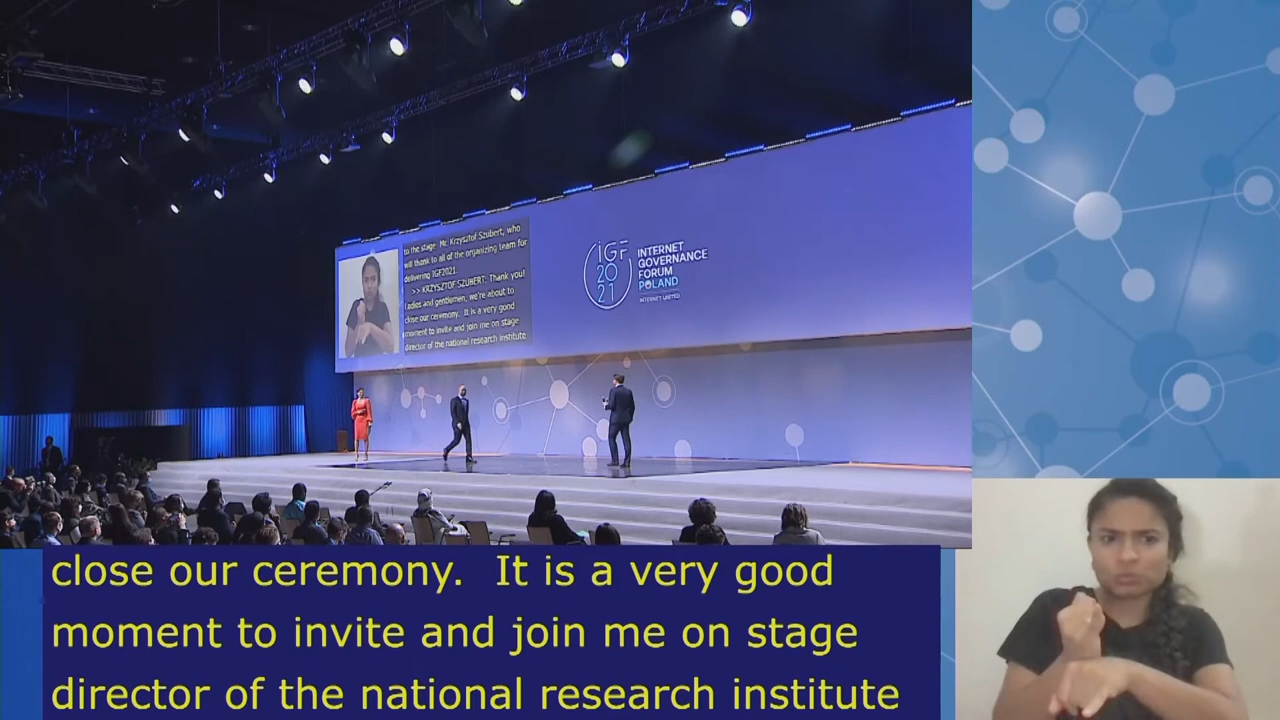 to the stage Mr. Krzysztof Szubert, who
will thank to all of the organizing team for
delivering IGF2021.
>> KRZYSZTOF SZUBERT: Thank you!
Ladies and gentlemen, we're about to
close our ceremony. It is a very good
moment to invite and join me on stage
director of the national research institute
IGF
20
21
INTERNET
GOVERNANCE
FORUM
POLAND
INTERNET UNITED
close our ceremony. It is a very good
moment to invite and join me on stage
director of the national research institute